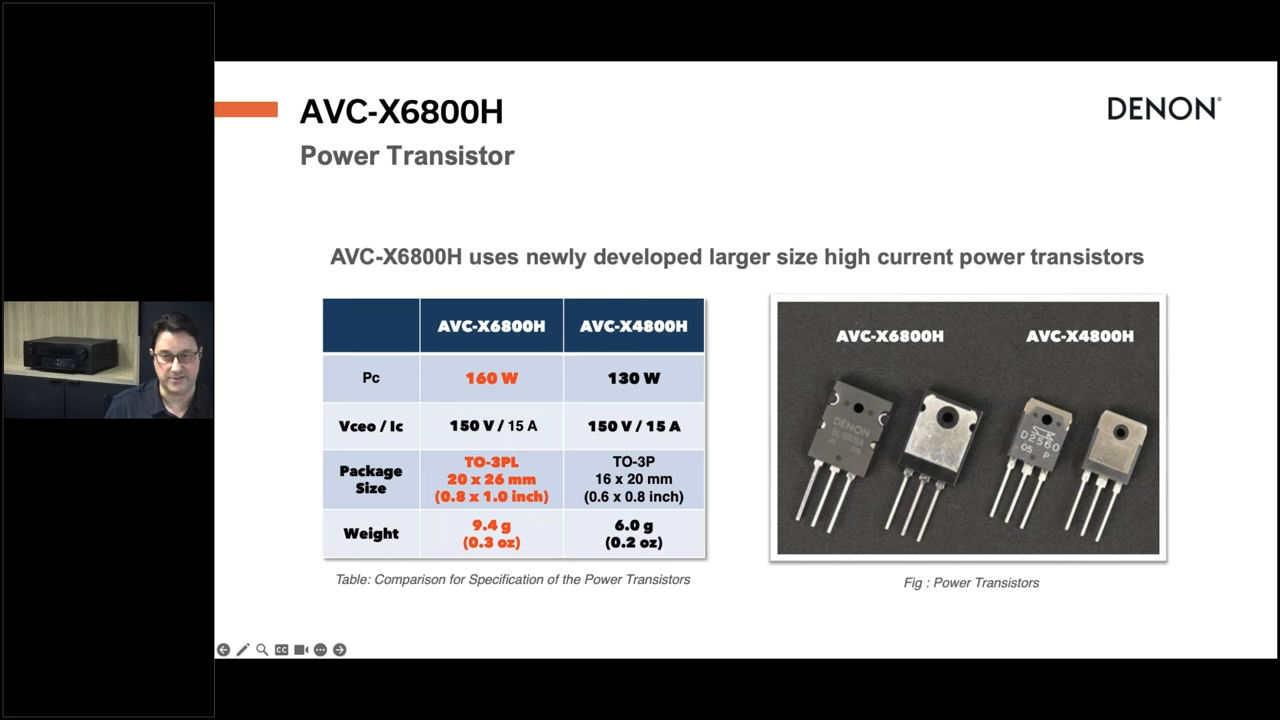 AVC-X6800H
DENON®
Power Transistor
AVC-X6800H uses newly developed larger size high current power transistors
AVC-X6800H AVC-X4800H
Pc 160 W 130 W
Vceo / Ic 150 V / 15 A 150 V / 15 A
Package Size TO-3PL 20 x 26 mm (0.8 x 1.0 inch) TO-3P 16 x 20 mm (0.6 x 0.8 inch)
Weight 9.4 g (0.3 oz) 6.0 g (0.2 oz)
Table: Comparison for Specification of the Power Transistors
AVC-X6800H AVC-X4800H
DENON
D2560
05 P
Fig : Power Transistors
CC